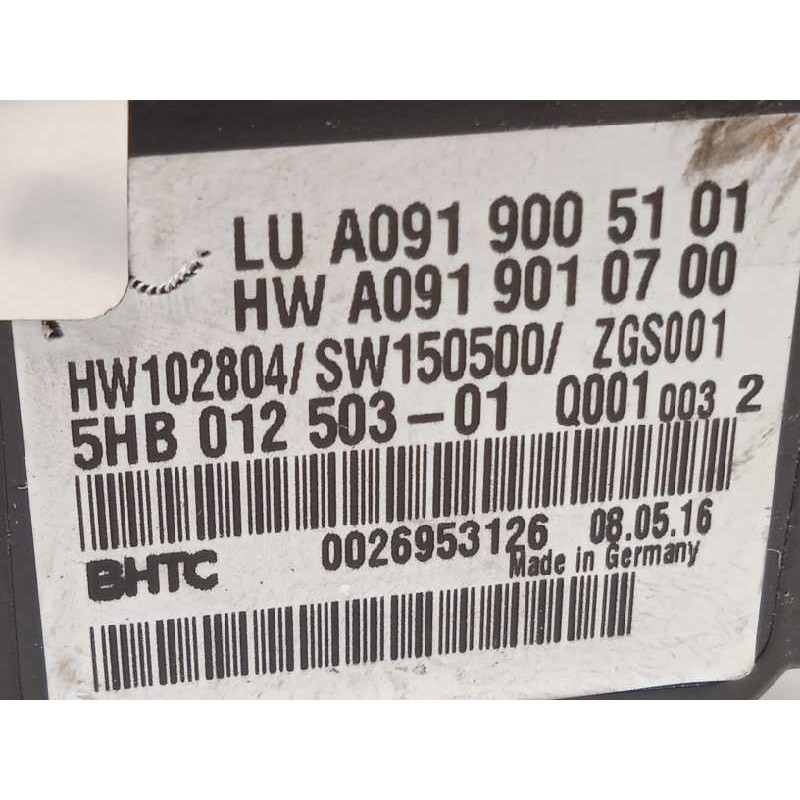 LU A091 900 51 01
HW A091 901 07 00
HW102804/SW150500/ ZGS001
5HB 012 503-01 Q001 003 2
0026953126 08.05.16
BHTC Made in Germany